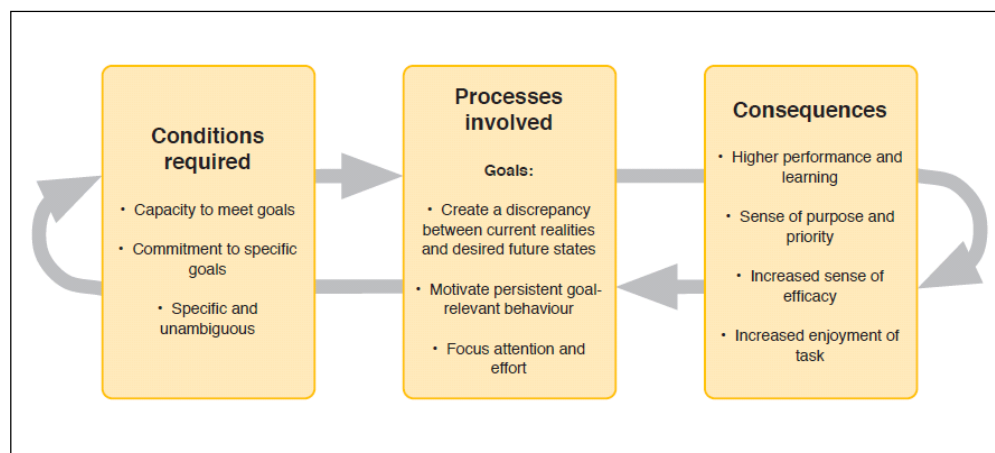 Conditions
required
• Capacity to meet goals
• Commitment to specific
goals
• Specific and
unambiguous
Processes
involved
Goals:
• Create a discrepancy
between current realities
and desired future states
• Motivate persistent goal-
relevant behaviour
• Focus attention and
effort
Consequences
• Higher performance and
learning
• Sense of purpose and
priority
• Increased sense of
efficacy
• Increased enjoyment of
task